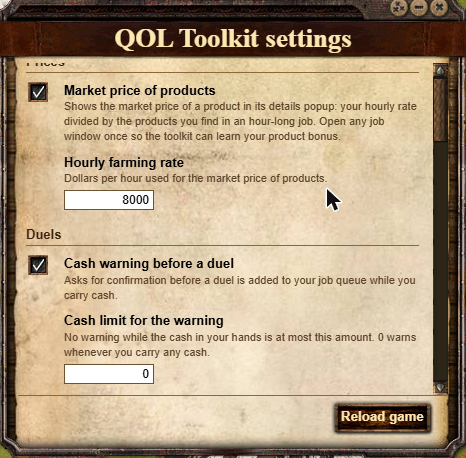 QOL Toolkit settings
Prices
Market price of products
Shows the market price of a product in its details popup: your hourly rate
divided by the products you find in an hour-long job. Open any job
window once so the toolkit can learn your product bonus.
Hourly farming rate
Dollars per hour used for the market price of products.
8000
Duels
Cash warning before a duel
Asks for confirmation before a duel is added to your job queue while you
carry cash.
Cash limit for the warning
No warning while the cash in your hands is at most this amount. 0 warns
whenever you carry any cash.
0
Reload game